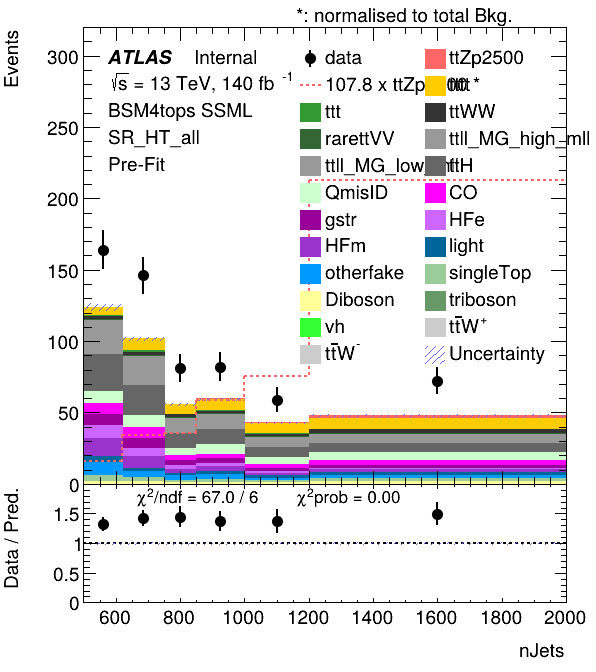 *: normalised to total Bkg.
Events
ATLAS Internal
√s = 13 TeV, 140 fb⁻¹
BSM4tops SSML
SR_HT_all
Pre-Fit
data
ttZp2500
107.8 x ttZp2500
tttt *
ttt
ttWW
rarettVV
ttll_MG_high_mll
ttll_MG_low_mll
ttH
QmisID
CO
gstr
HFe
HFm
light
otherfake
singleTop
Diboson
triboson
vh
tt̄W⁺
tt̄W⁻
Uncertainty
300
250
200
150
100
50
0
χ²/ndf = 67.0 / 6 χ²prob = 0.00
Data / Pred.
1.5
1
0.5
0
600 800 1000 1200 1400 1600 1800 2000
nJets